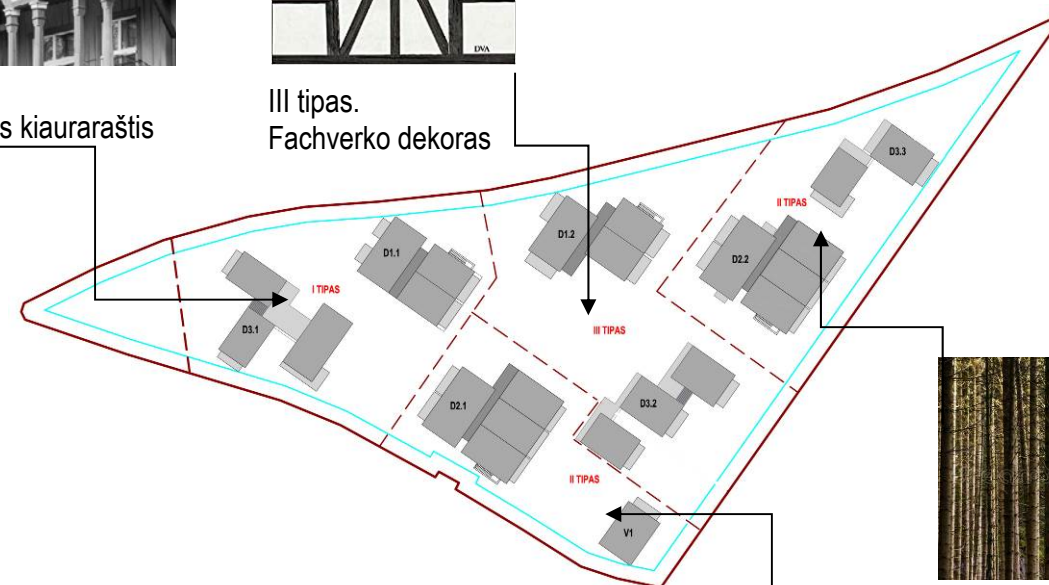 DVA
III tipas.
Fachverko dekoras
s kiauraraštis
D3.3
II TIPAS
D1.2
D2.2
D1.1
I TIPAS
D3.1
III TIPAS
D3.2
D2.1
II TIPAS
V1